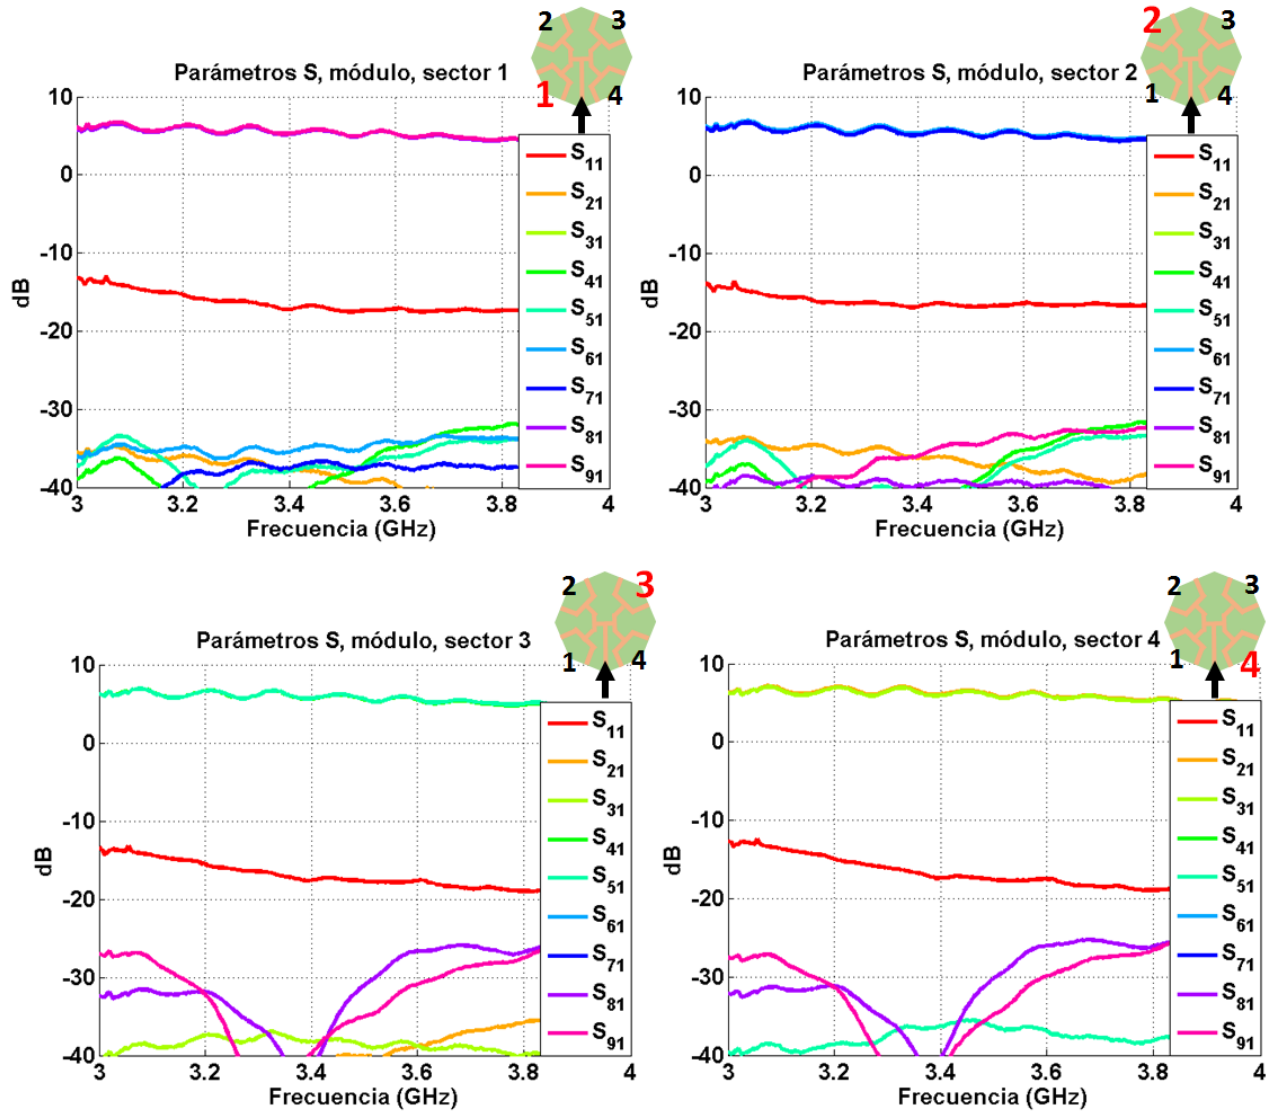 2 3
Parámetros S, módulo, sector 1
1 4
10
0
-10
-20
-30
-40
dB
3 3.2 3.4 3.6 3.8 4
Frecuencia (GHz)
S11
S21
S31
S41
S51
S61
S71
S81
S91
2 3
Parámetros S, módulo, sector 2
1 4
10
0
-10
-20
-30
-40
dB
3 3.2 3.4 3.6 3.8 4
Frecuencia (GHz)
S11
S21
S31
S41
S51
S61
S71
S81
S91
2 3
Parámetros S, módulo, sector 3
1 4
10
0
-10
-20
-30
-40
dB
3 3.2 3.4 3.6 3.8 4
Frecuencia (GHz)
S11
S21
S31
S41
S51
S61
S71
S81
S91
2 3
Parámetros S, módulo, sector 4
1 4
10
0
-10
-20
-30
-40
dB
3 3.2 3.4 3.6 3.8 4
Frecuencia (GHz)
S11
S21
S31
S41
S51
S61
S71
S81
S91